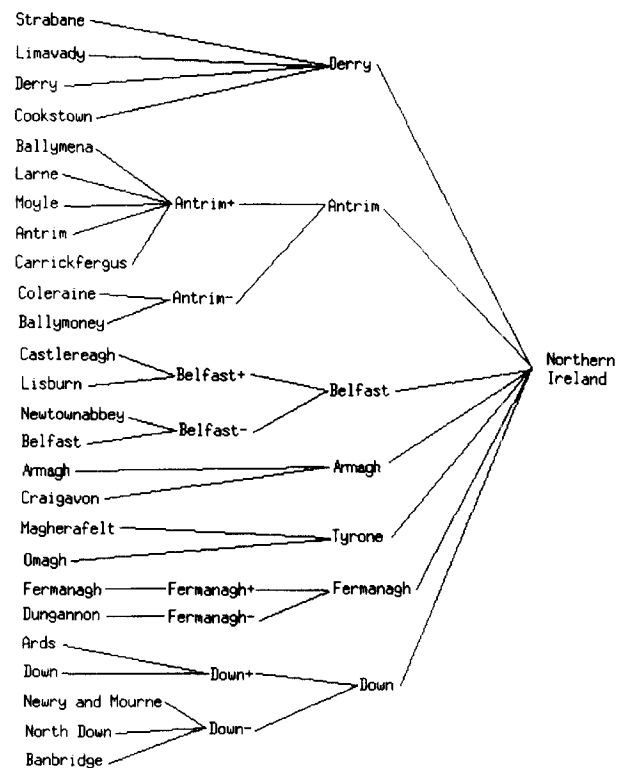 Strabane
Limavady
Derry
Derry
Cookstown
Ballymena
Larne
Moyle
Antrim+
Antrim
Antrim
Carrickfergus
Coleraine
Antrim-
Ballymoney
Castlereagh
Belfast+
Lisburn
Belfast
Northern
Ireland
Newtownabbey
Belfast-
Belfast
Armagh
Armagh
Craigavon
Magherafelt
Tyrone
Omagh
Fermanagh
Fermanagh+
Fermanagh
Dungannon
Fermanagh-
Ards
Down
Down+
Down
Newry and Mourne
North Down
Down-
Banbridge